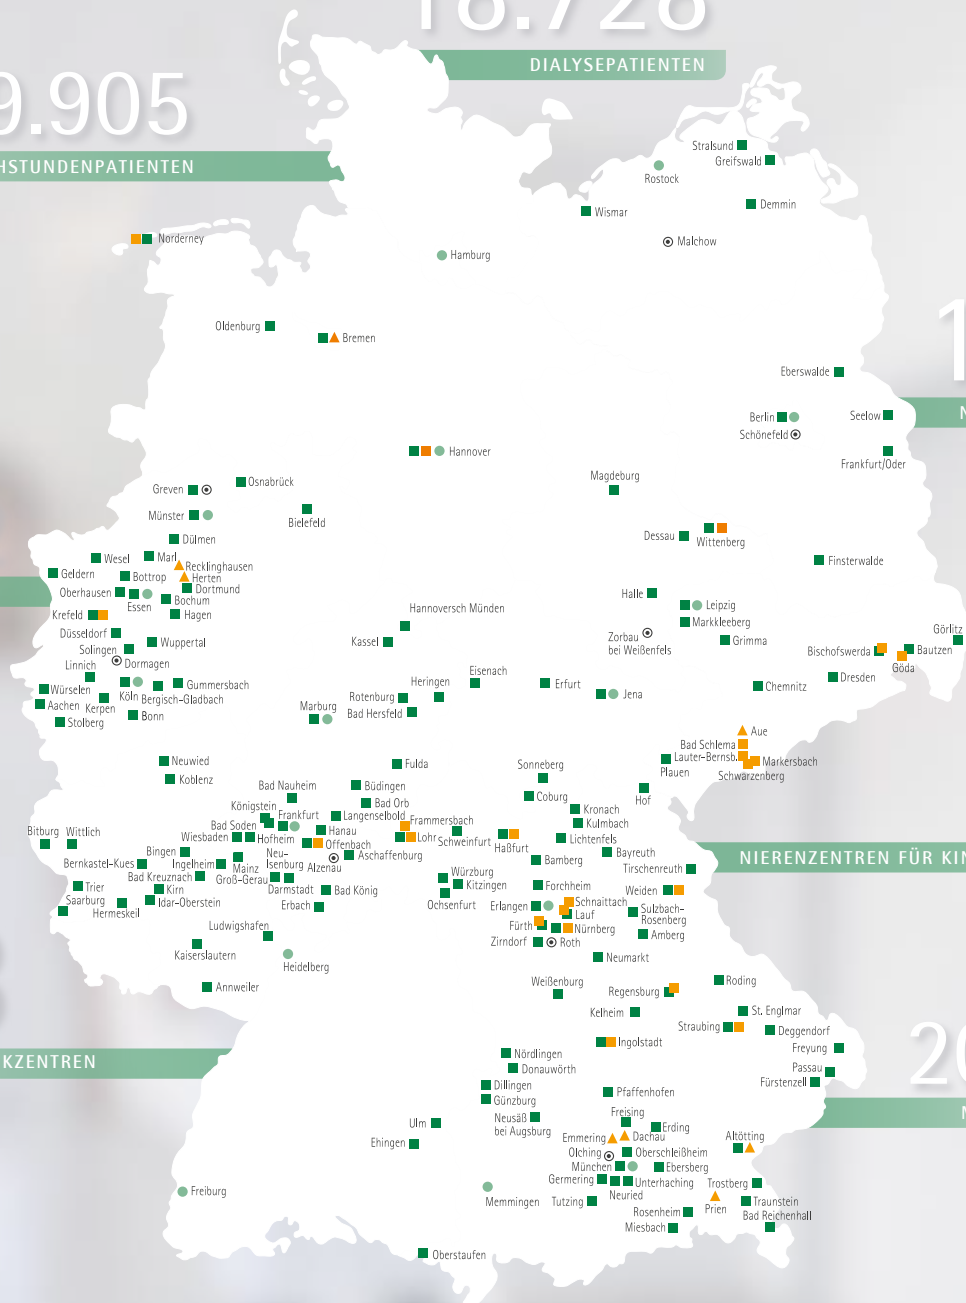 18.728
DIALYSEPATIENTEN
9.905
HSTUNDENPATIENTEN
Stralsund
Greifswald
Rostock
Demmin
Wismar
Norderney
Malchow
Hamburg
Oldenburg
Bremen
1
Eberswalde
Berlin
Seelow
N
Schönefeld
Hannover
Frankfurt/Oder
Magdeburg
Osnabrück
Greven
Münster
Bielefeld
Dessau
Wittenberg
Dülmen
Wesel
Marl
Recklinghausen
Finsterwalde
Geldern
Bottrop
Herten
Dortmund
Oberhausen
Essen
Bochum
Halle
Leipzig
Krefeld
Hagen
Hannoversch Münden
Markkleeberg
Düsseldorf
Wuppertal
Kassel
Zorbau
bei Weißenfels
Grimma
Görlitz
Solingen
Bischofswerda
Bautzen
Linnich
Dormagen
Göda
Eisenach
Dresden
Würselen
Köln
Bergisch-Gladbach
Gummersbach
Heringen
Erfurt
Chemnitz
Aachen
Kerpen
Rotenburg
Jena
Stolberg
Bonn
Marburg
Bad Hersfeld
Aue
Bad Schlema
Lauter-Bernsb.
Markersbach
Schwarzenberg
Neuwied
Fulda
Sonneberg
Plauen
Koblenz
Bad Nauheim
Büdingen
Coburg
Hof
Königstein
Bad Orb
Kronach
Frankfurt
Langenselbold
Frammersbach
Kulmbach
Bad Soden
Hanau
Bitburg
Wittlich
Wiesbaden
Hofheim
Offenbach
Lohr
Schweinfurt
Haßfurt
Lichtenfels
Bingen
Neu-
Isenburg
Alzenau
Aschaffenburg
Bamberg
Bayreuth
NIERENZENTREN FÜR KIN
Bernkastel-Kues
Ingelheim
Mainz
Tirschenreuth
Bad Kreuznach
Groß-Gerau
Würzburg
Trier
Kirn
Darmstadt
Bad König
Kitzingen
Forchheim
Weiden
Saarburg
Hermeskeil
Idar-Oberstein
Erbach
Ochsenfurt
Erlangen
Schnaittach
Lauf
Sulzbach-
Rosenberg
Ludwigshafen
Fürth
Nürnberg
Amberg
Kaiserslautern
Zirndorf
Roth
Heidelberg
Neumarkt
Annweiler
Weißenburg
Regensburg
Roding
Kelheim
St. Englmar
Straubing
Deggendorf
Ingolstadt
Freyung
20
KZENTREN
Nördlingen
Donauwörth
Passau
Fürstenzell
Dillingen
Pfaffenhofen
N
Günzburg
Freising
Ulm
Neusäß
bei Augsburg
Erding
Ehingen
Emmering
Dachau
Altötting
Olching
Oberschleißheim
München
Ebersberg
Germering
Unterhaching
Trostberg
Freiburg
Memmingen
Tutzing
Neuried
Prien
Traunstein
Rosenheim
Bad Reichenhall
Miesbach
Oberstaufen